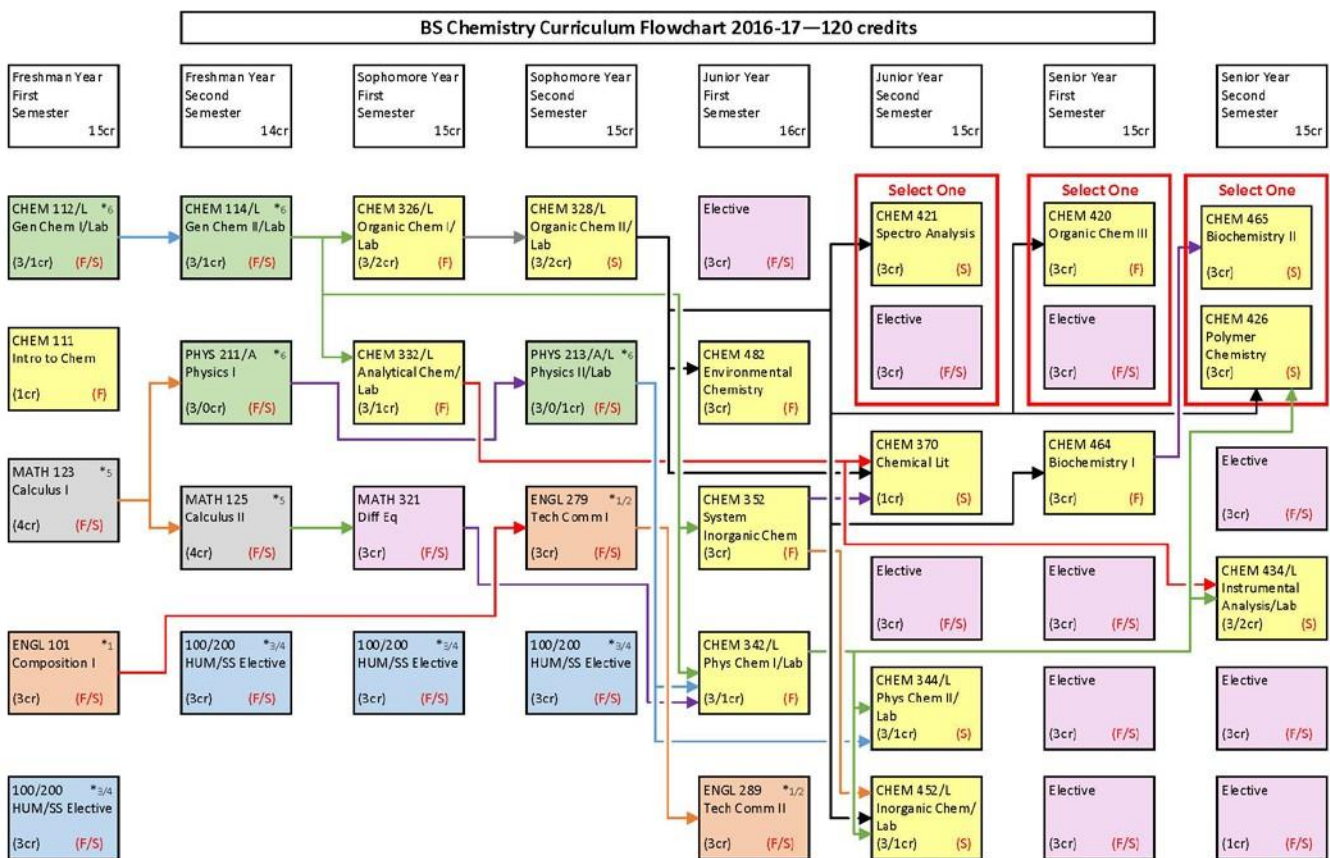 BS Chemistry Curriculum Flowchart 2016-17—120 credits
Freshman Year
First
Semester
15cr
Freshman Year
Second
Semester
14cr
Sophomore Year
First
Semester
15cr
Sophomore Year
Second
Semester
15cr
Junior Year
First
Semester
16cr
Junior Year
Second
Semester
15cr
Senior Year
First
Semester
15cr
Senior Year
Second
Semester
15cr
CHEM 112/L *6
Gen Chem I/Lab
(3/1cr) (F/S)
CHEM 114/L *6
Gen Chem II/Lab
(3/1cr) (F/S)
CHEM 326/L
Organic Chem I/
Lab
(3/2cr) (F)
CHEM 328/L
Organic Chem II/
Lab
(3/2cr) (S)
Elective
(3cr) (F/S)
Select One
CHEM 421
Spectro Analysis
(3cr) (S)
Elective
(3cr) (F/S)
Select One
CHEM 420
Organic Chem III
(3cr) (F)
Elective
(3cr) (F/S)
Select One
CHEM 465
Biochemistry II
(3cr) (S)
CHEM 426
Polymer
Chemistry
(3cr) (S)
CHEM 111
Intro to Chem
(1cr) (F)
PHYS 211/A *6
Physics I
(3/0cr) (F/S)
CHEM 332/L
Analytical Chem/
Lab
(3/1cr) (F)
PHYS 213/A/L *6
Physics II/Lab
(3/0/1cr) (F/S)
CHEM 482
Environmental
Chemistry
(3cr) (F)
MATH 123 *5
Calculus I
(4cr) (F/S)
MATH 125 *5
Calculus II
(4cr) (F/S)
MATH 321
Diff Eq
(3cr) (F/S)
ENGL 279 *1/2
Tech Comm I
(3cr) (F/S)
CHEM 352
System
Inorganic Chem
(3cr) (F)
CHEM 370
Chemical Lit
(1cr) (S)
CHEM 464
Biochemistry I
(3cr) (F)
Elective
(3cr) (F/S)
Elective
(3cr) (F/S)
Elective
(3cr) (F/S)
CHEM 434/L
Instrumental
Analysis/Lab
(3/2cr) (S)
ENGL 101 *1
Composition I
(3cr) (F/S)
100/200 *3/4
HUM/SS Elective
(3cr) (F/S)
100/200 *3/4
HUM/SS Elective
(3cr) (F/S)
100/200 *3/4
HUM/SS Elective
(3cr) (F/S)
CHEM 342/L
Phys Chem I/Lab
(3/1cr) (F)
CHEM 344/L
Phys Chem II/
Lab
(3/1cr) (S)
Elective
(3cr) (F/S)
Elective
(3cr) (F/S)
100/200 *3/4
HUM/SS Elective
(3cr) (F/S)
ENGL 289 *1/2
Tech Comm II
(3cr) (F/S)
CHEM 452/L
Inorganic Chem/
Lab
(3/1cr) (S)
Elective
(3cr) (F/S)
Elective
(1cr) (F/S)